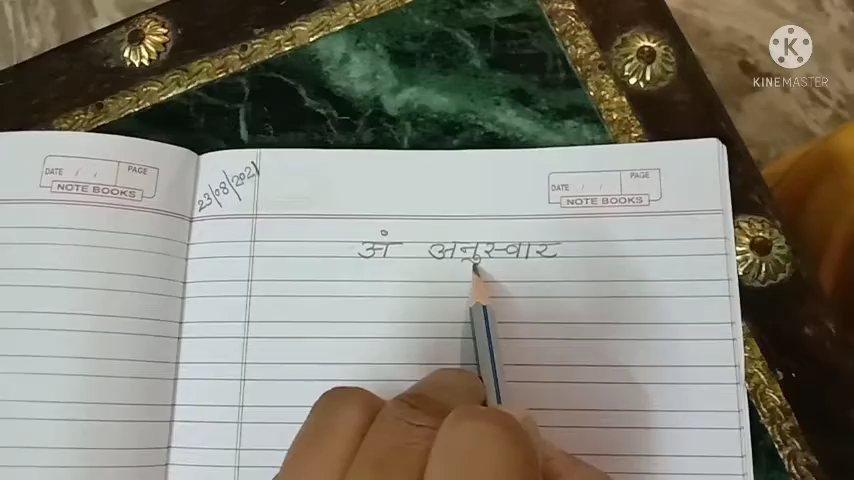 KINEMASTER
DATE / / PAGE
NOTE BOOKS
23/08/2021
DATE / / PAGE
NOTE BOOKS
अं अनुस्वार